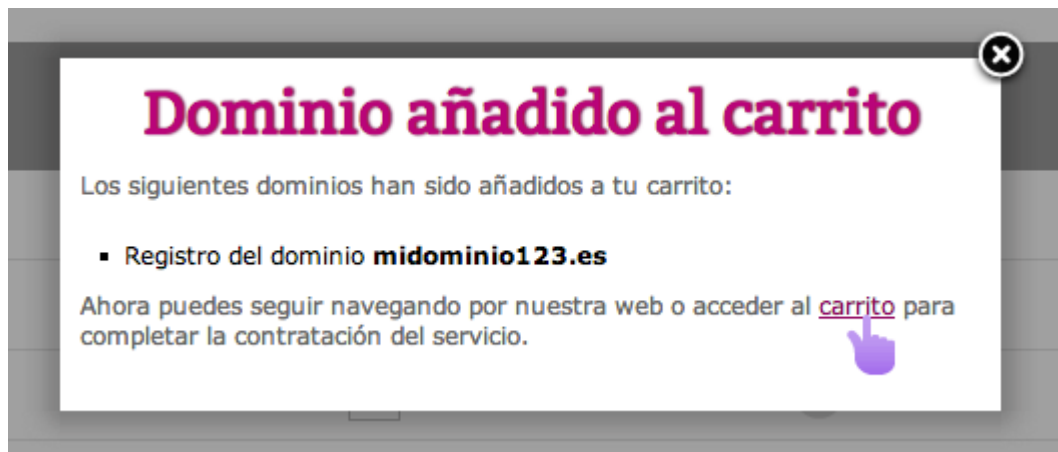 Dominio añadido al carrito
Los siguientes dominios han sido añadidos a tu carrito:
▪ Registro del dominio midominio123.es
Ahora puedes seguir navegando por nuestra web o acceder al carrito para
completar la contratación del servicio.